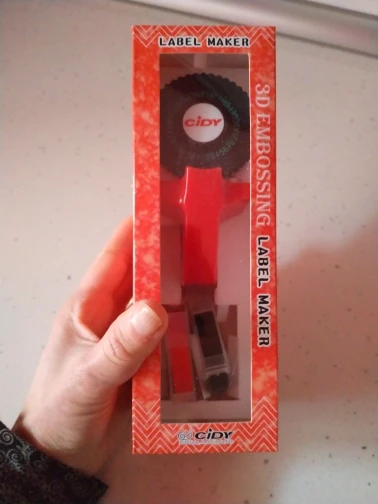 LABEL MAKER
CIDY
3D EMBOSSING LABEL MAKER
CIDY